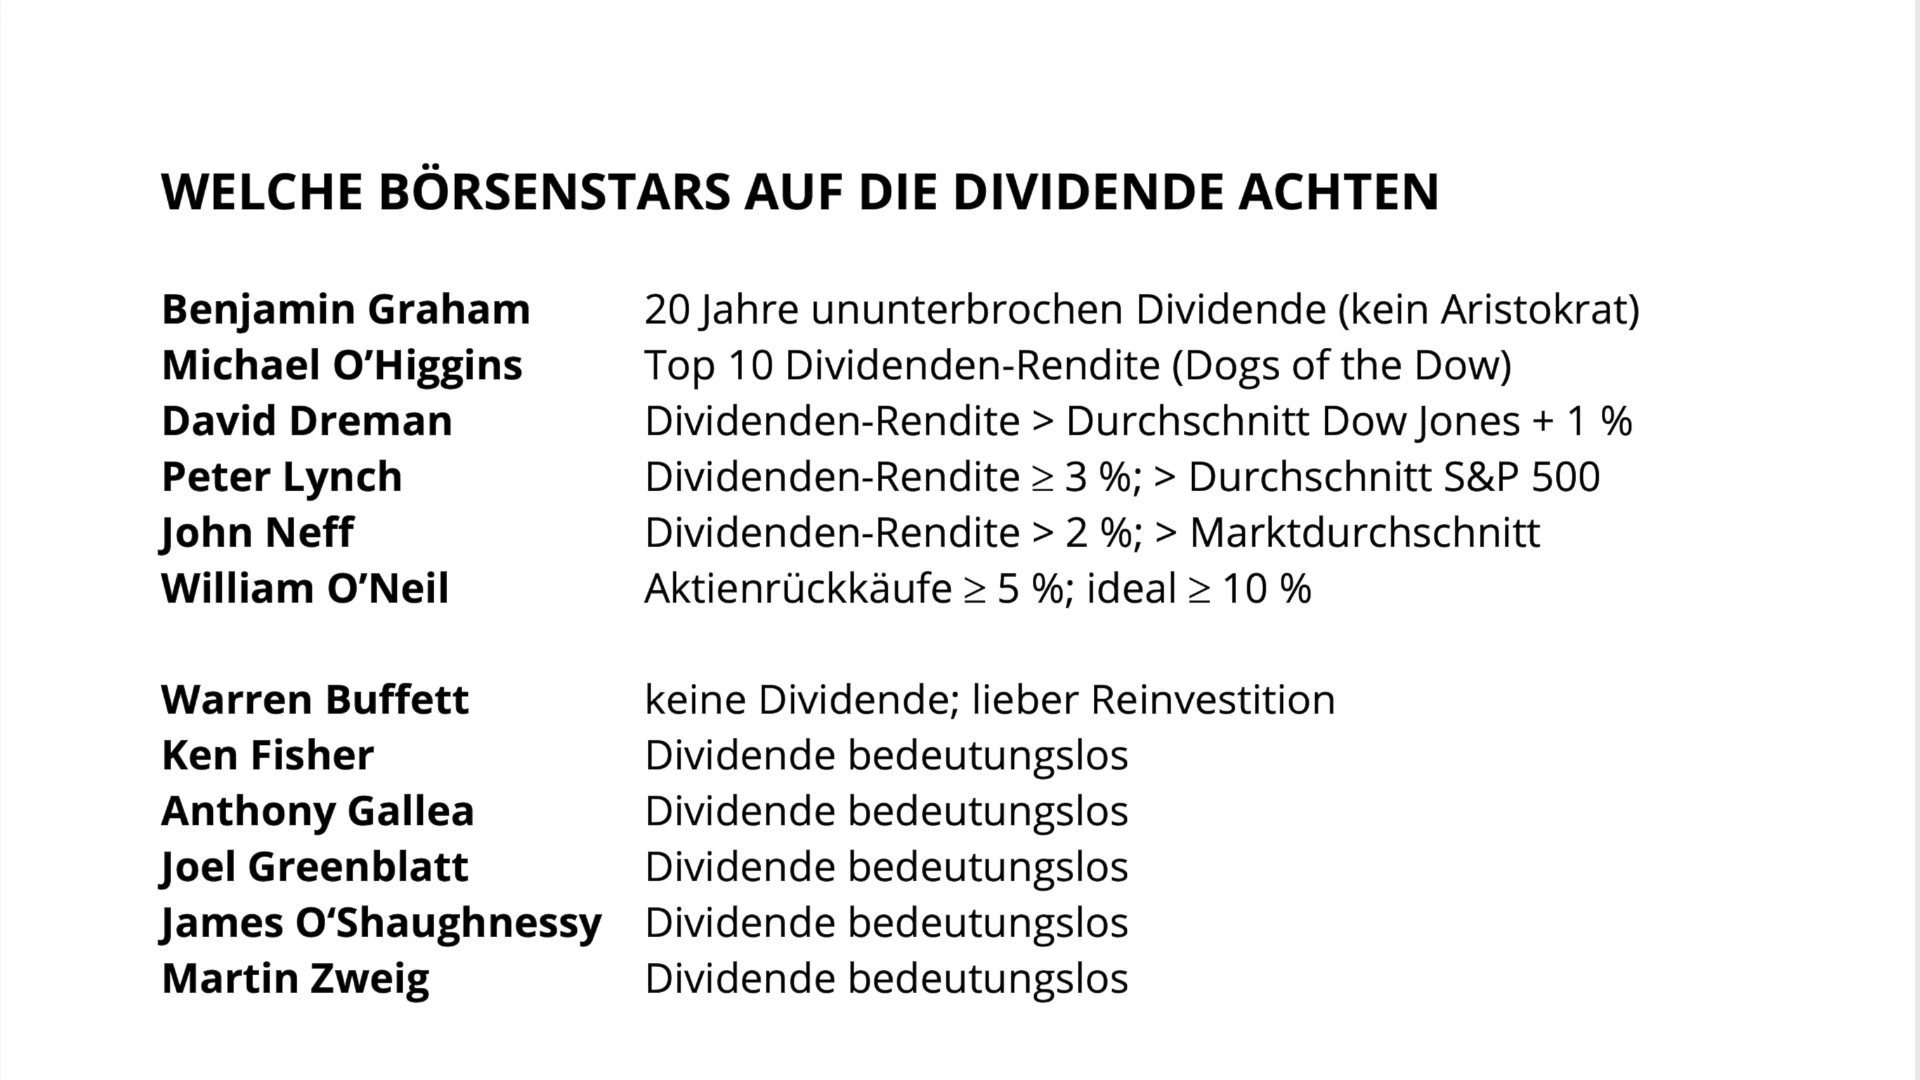 WELCHE BÖRSENSTARS AUF DIE DIVIDENDE ACHTEN
Benjamin Graham 20 Jahre ununterbrochen Dividende (kein Aristokrat)
Michael O’Higgins Top 10 Dividenden-Rendite (Dogs of the Dow)
David Dreman Dividenden-Rendite > Durchschnitt Dow Jones + 1 %
Peter Lynch Dividenden-Rendite ≥ 3 %; > Durchschnitt S&P 500
John Neff Dividenden-Rendite > 2 %; > Marktdurchschnitt
William O’Neil Aktienrückkäufe ≥ 5 %; ideal ≥ 10 %
Warren Buffett keine Dividende; lieber Reinvestition
Ken Fisher Dividende bedeutungslos
Anthony Gallea Dividende bedeutungslos
Joel Greenblatt Dividende bedeutungslos
James O‘Shaughnessy Dividende bedeutungslos
Martin Zweig Dividende bedeutungslos